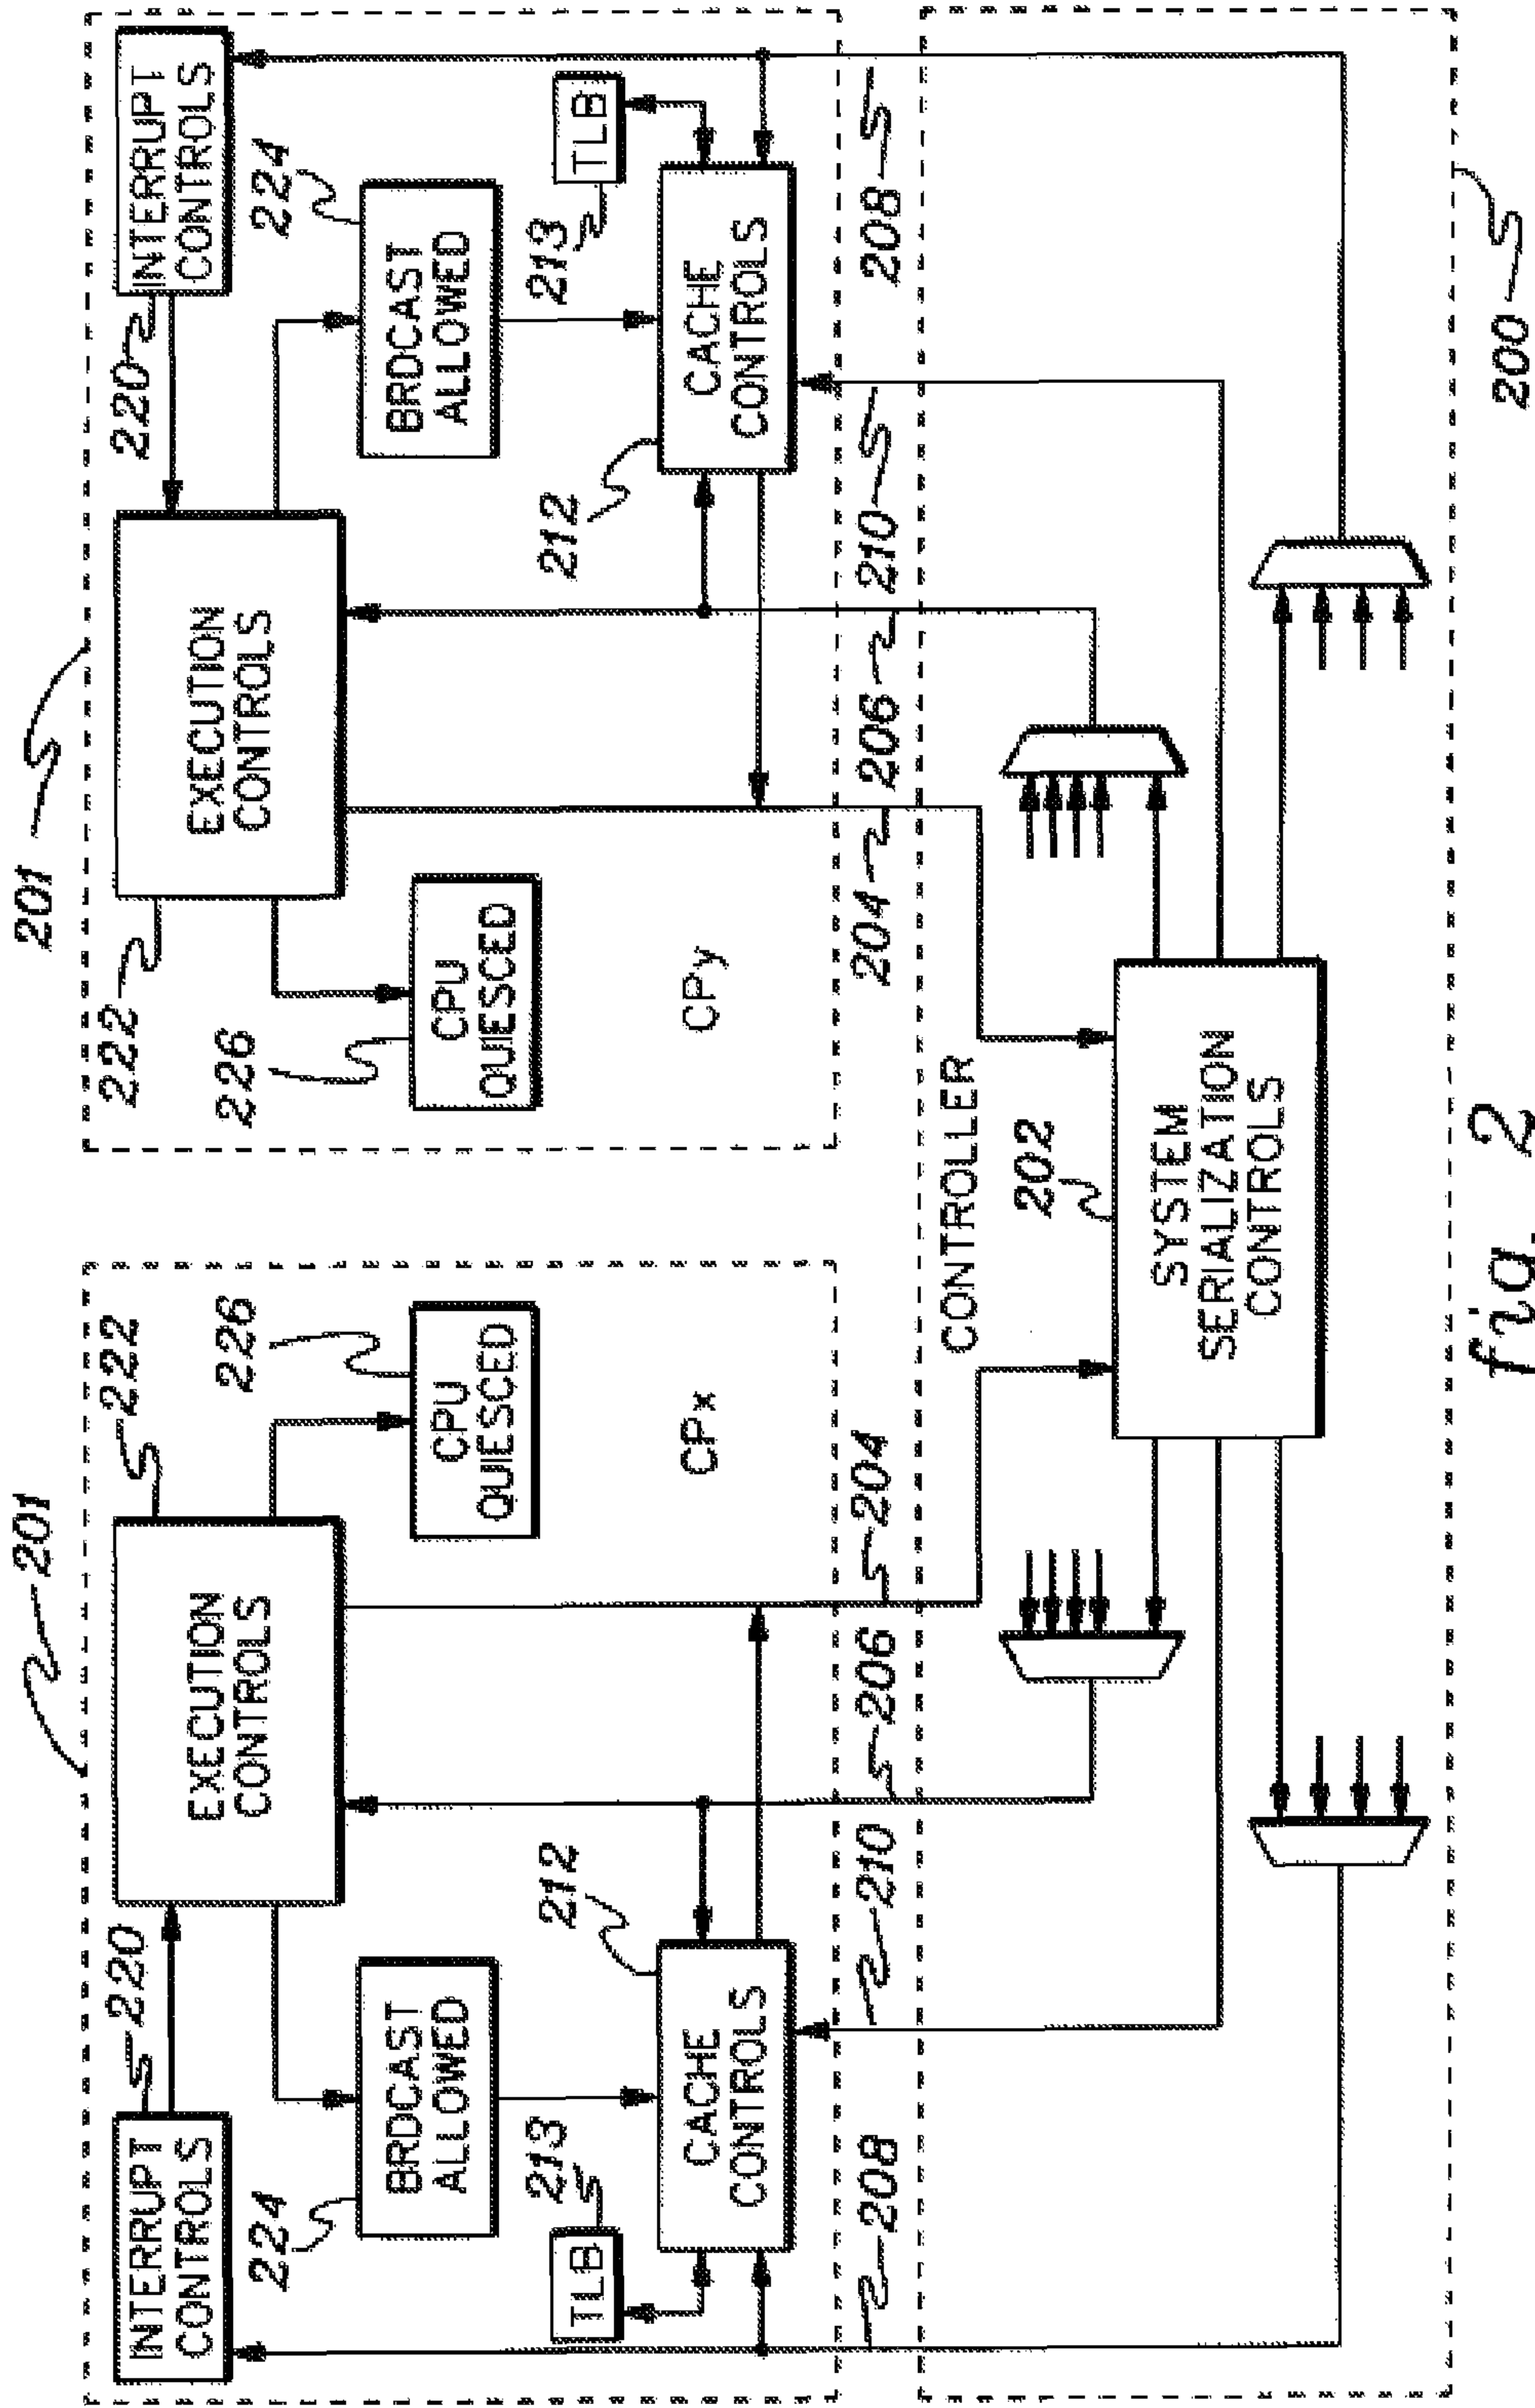 201
201
INTERRUPT
CONTROLS
220
EXECUTION
CONTROLS
222
224
BRDCAST
ALLOWED
CPU
QUIESCED
226
213
TLB
212
CACHE
CONTROLS
CPx
222
EXECUTION
CONTROLS
220
INTERRUPT
CONTROLS
226
CPU
QUIESCED
BRDCAST
ALLOWED
224
213
TLB
212
CACHE
CONTROLS
CPy
208
210
206
204
204
206
210
208
CONTROLLER
202
SYSTEM
SERIALIZATION
CONTROLS
200
fig. 2